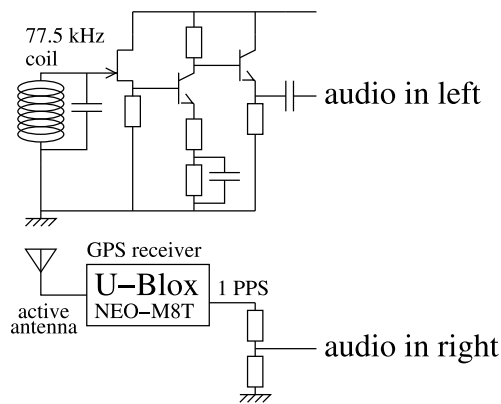 77.5 kHz
coil
audio in left
GPS receiver
U−Blox
NEO−M8T
1 PPS
active
antenna
audio in right